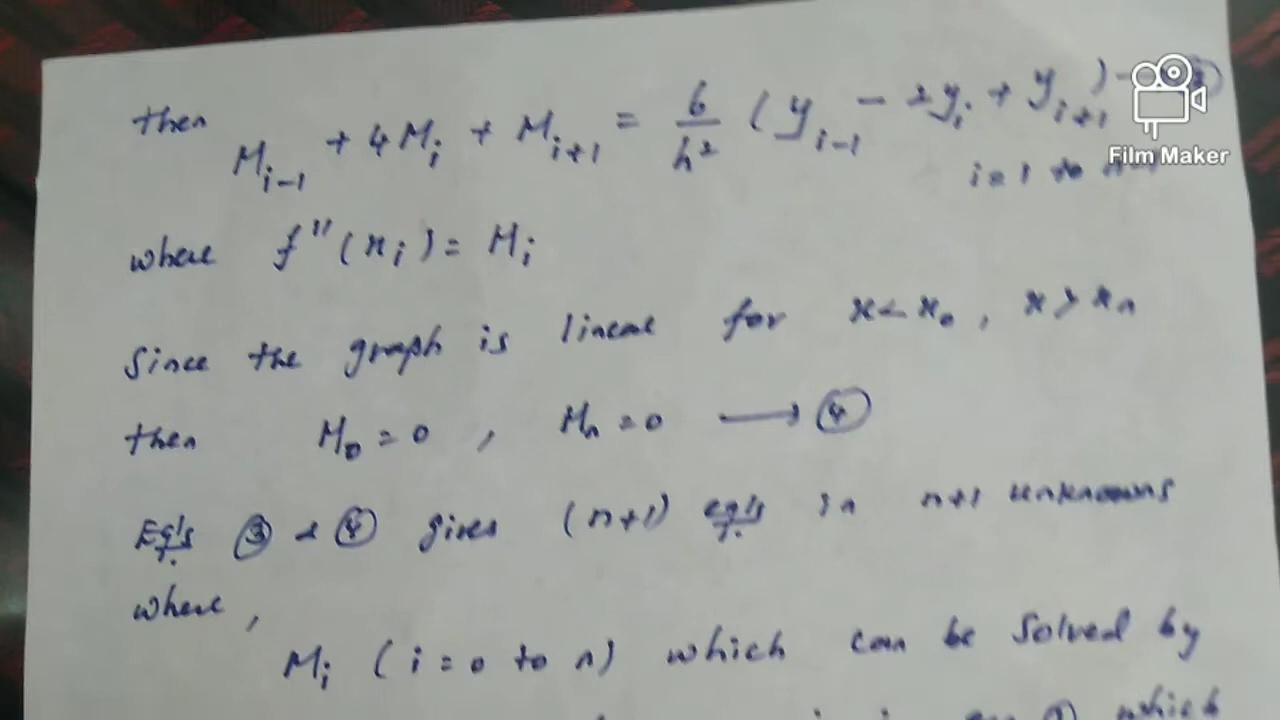 then M_{i-1} + 4M_i + M_{i+1} = 6/h² (y_{i-1} - 2y_i + y_{i+1}) -
i = 1 to
Film Maker
where f''(x_i) = M_i
Since the graph is linear for x < x_0, x > x_n
then M_0 = 0, M_n = 0 → ④
Eq's ③ & ④ gives (n+1) eq's in n+1 unknowns
where,
M_i (i = 0 to n) which can be solved by
which